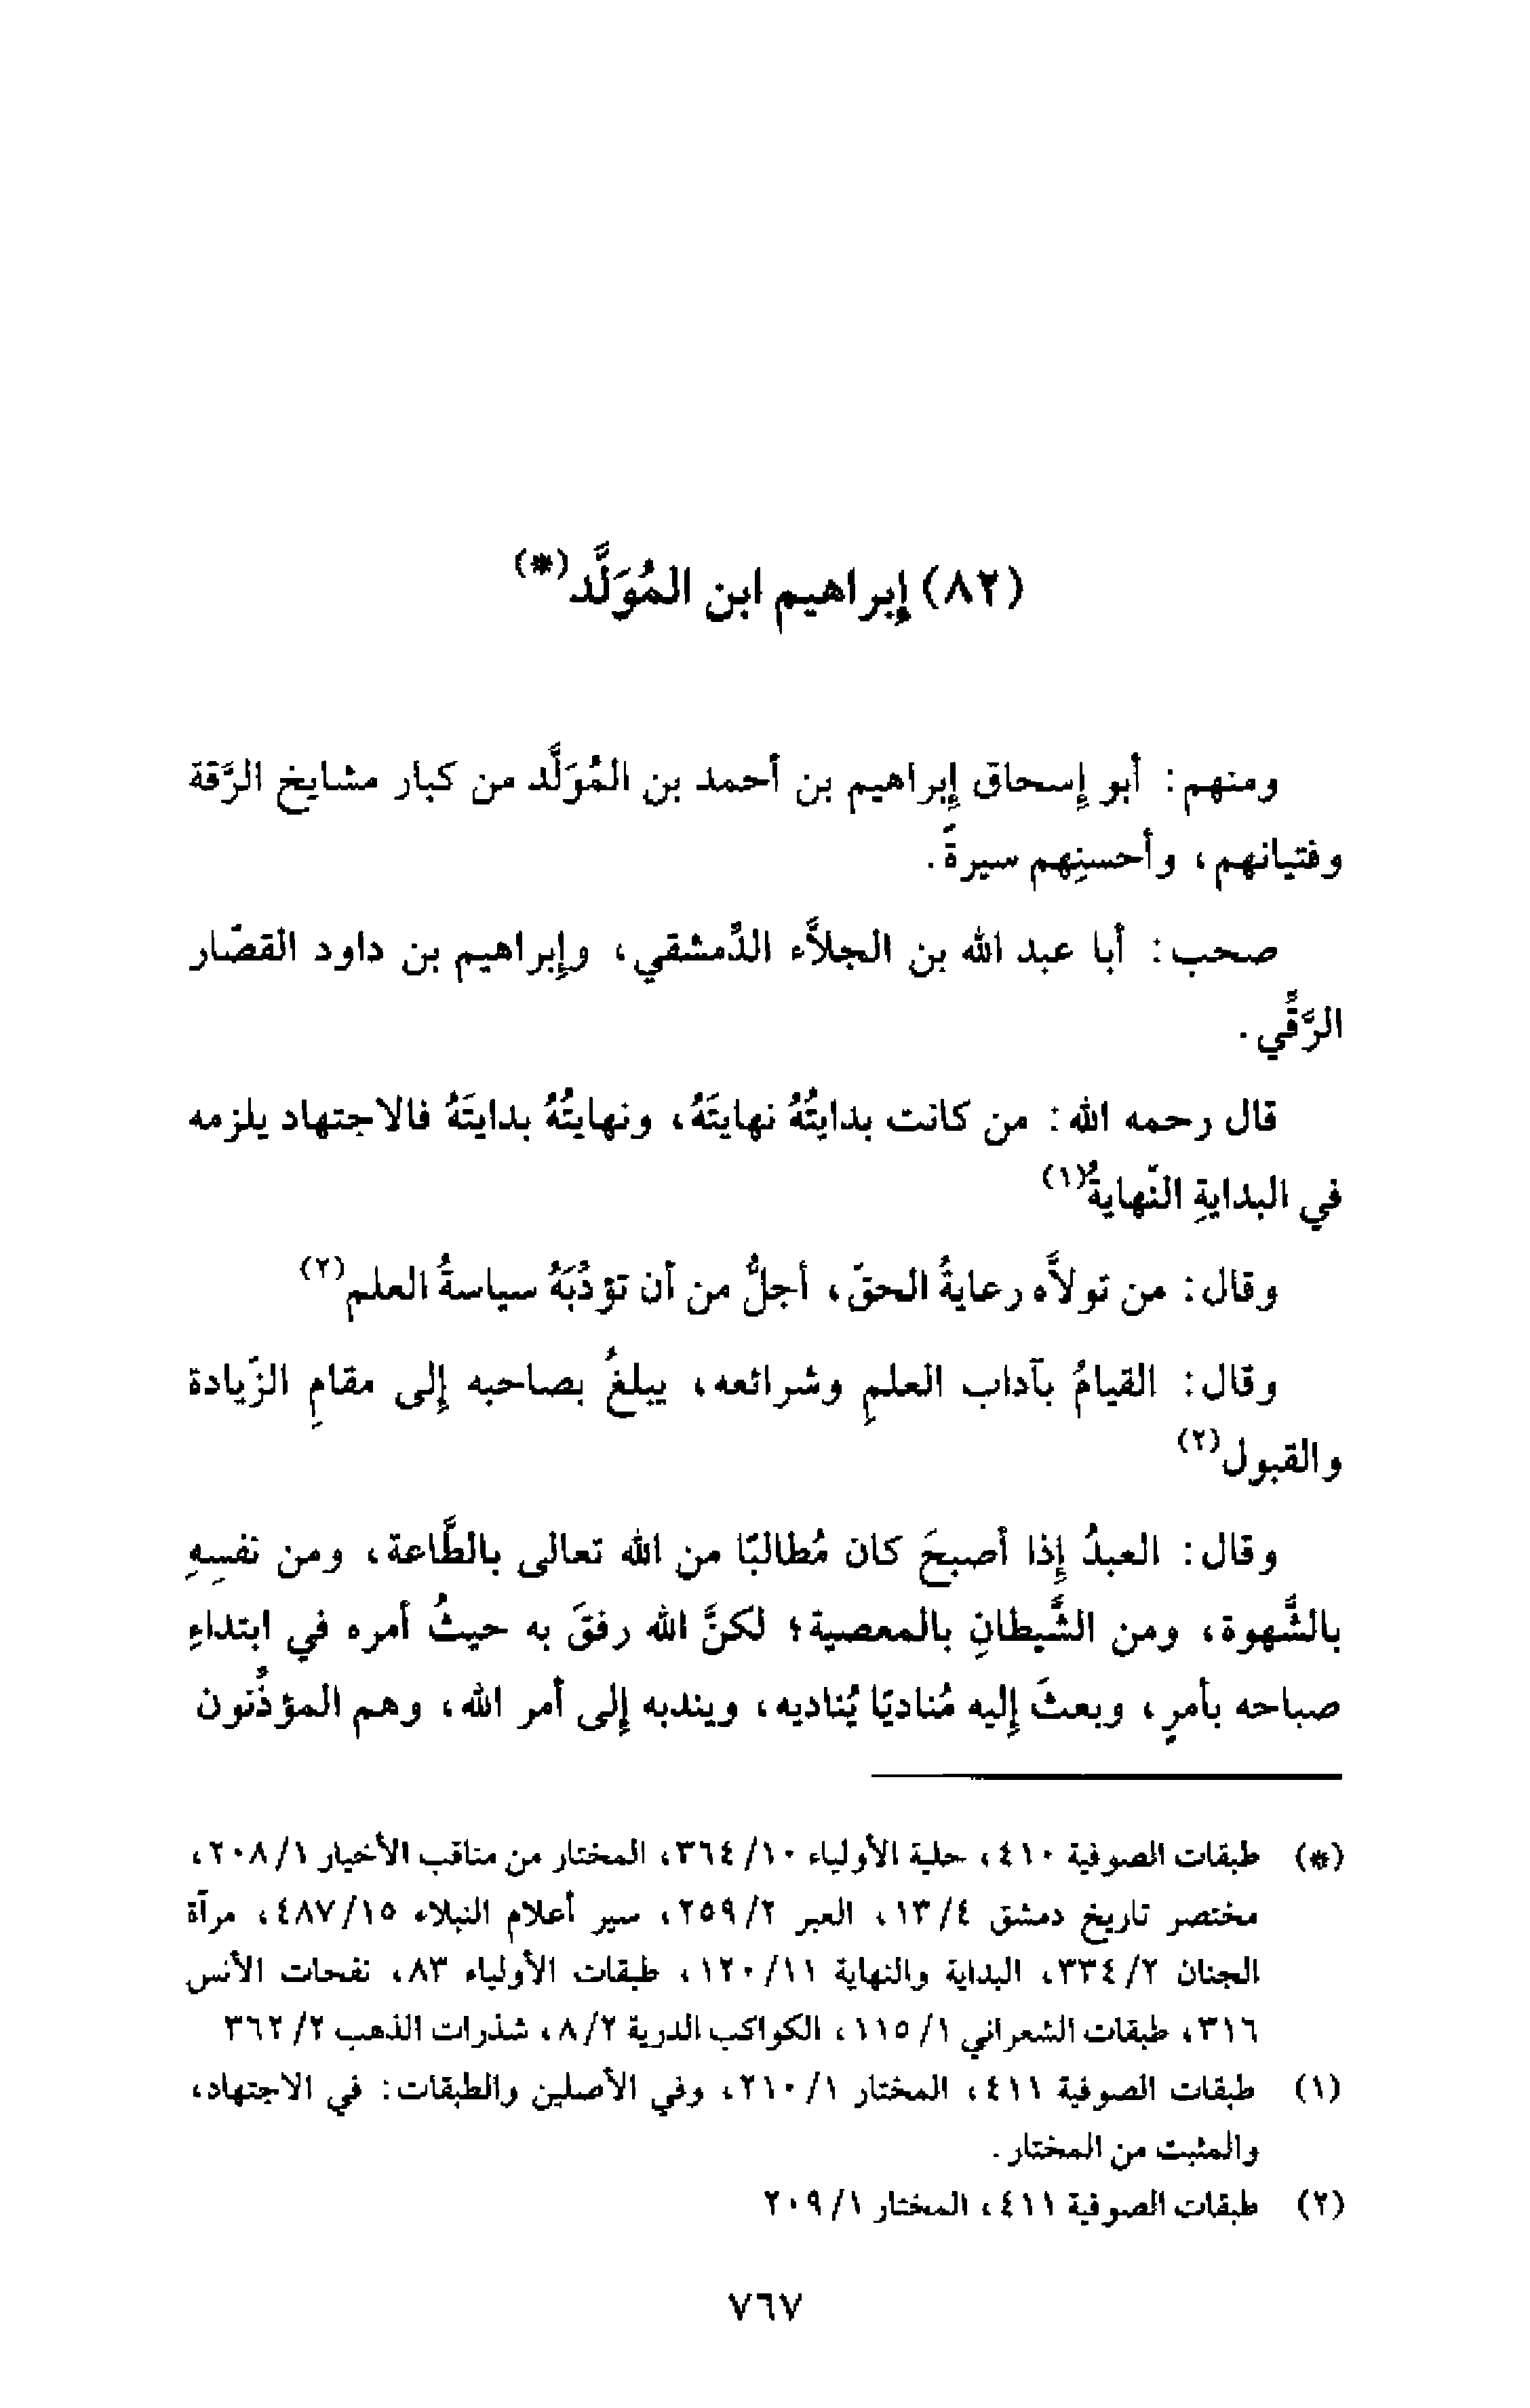 (٨٢) إبراهيم ابن المُوَلَّد(*)
ومنهم: أبو إسحاق إبراهيم بن أحمد بن المُوَلَّد من كبار مشايخ الرَّقة
وفتيانهم، وأحسنِهم سيرةً.
صحب: أبا عبد الله بن الجلاَّء الدِّمشقي، وإبراهيم بن داود القصّار
الرَّقِّي.
قال رحمه الله: من كانت بدايتُهُ نهايتَهُ، ونهايتُهُ بدايتَهُ فالاجتهاد يلزمه
في البدايةِ النّهايةُ(١)
وقال: من تولاَّه رعايةُ الحقّ، أجلُّ من أن تؤدِّبَهُ سياسةُ العلم(٢)
وقال: القيامُ بآداب العلمِ وشرائعه، يبلغُ بصاحبه إلى مقامِ الزّيادة
والقبول(٢)
وقال: العبدُ إذا أصبحَ كان مُطالبًا من الله تعالى بالطَّاعة، ومن نفسِهِ
بالشَّهوة، ومن الشَّيطانِ بالمعصية؛ لكنَّ الله رفقَ به حيثُ أمره في ابتداءِ
صباحه بأمرٍ، وبعثَ إليه مُناديًا يُناديه، ويندبه إلى أمر الله، وهم المؤذِّنون
(*) طبقات الصوفية ٤١٠، حلية الأولياء ٣٦٤/١٠، المختار من مناقب الأخيار ٢٠٨/١،
مختصر تاريخ دمشق ١٣/٤، العبر ٢٥٩/٢، سير أعلام النبلاء ٤٨٧/١٥، مرآة
الجنان ٣٣٤/٢، البداية والنهاية ١٢٠/١١، طبقات الأولياء ٨٣، نفحات الأنس
٣١٦، طبقات الشعراني ١١٥/١، الكواكب الدرية ٨/٢، شذرات الذهب ٣٦٢/٢
(١) طبقات الصوفية ٤١١، المختار ٢١٠/١، وفي الأصلين والطبقات: في الاجتهاد،
والمثبت من المختار.
(٢) طبقات الصوفية ٤١١، المختار ٢٠٩/١
٧٦٧